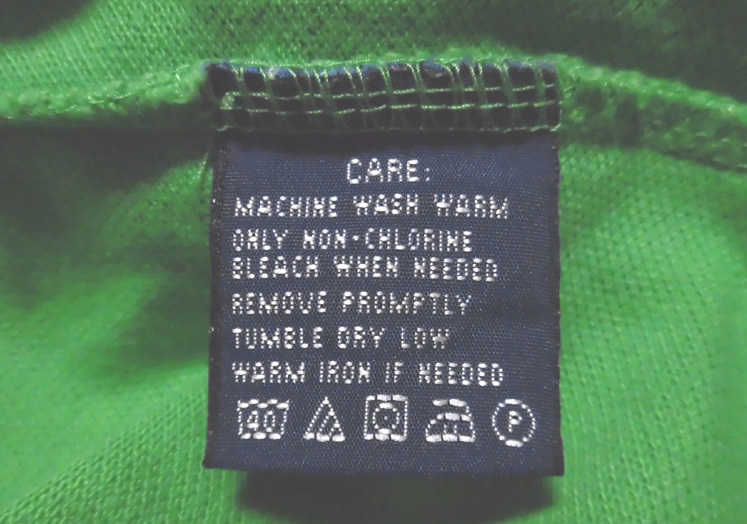 CARE:
MACHINE WASH WARM
ONLY NON-CHLORINE
BLEACH WHEN NEEDED
REMOVE PROMPTLY
TUMBLE DRY LOW
WARM IRON IF NEEDED
40 P